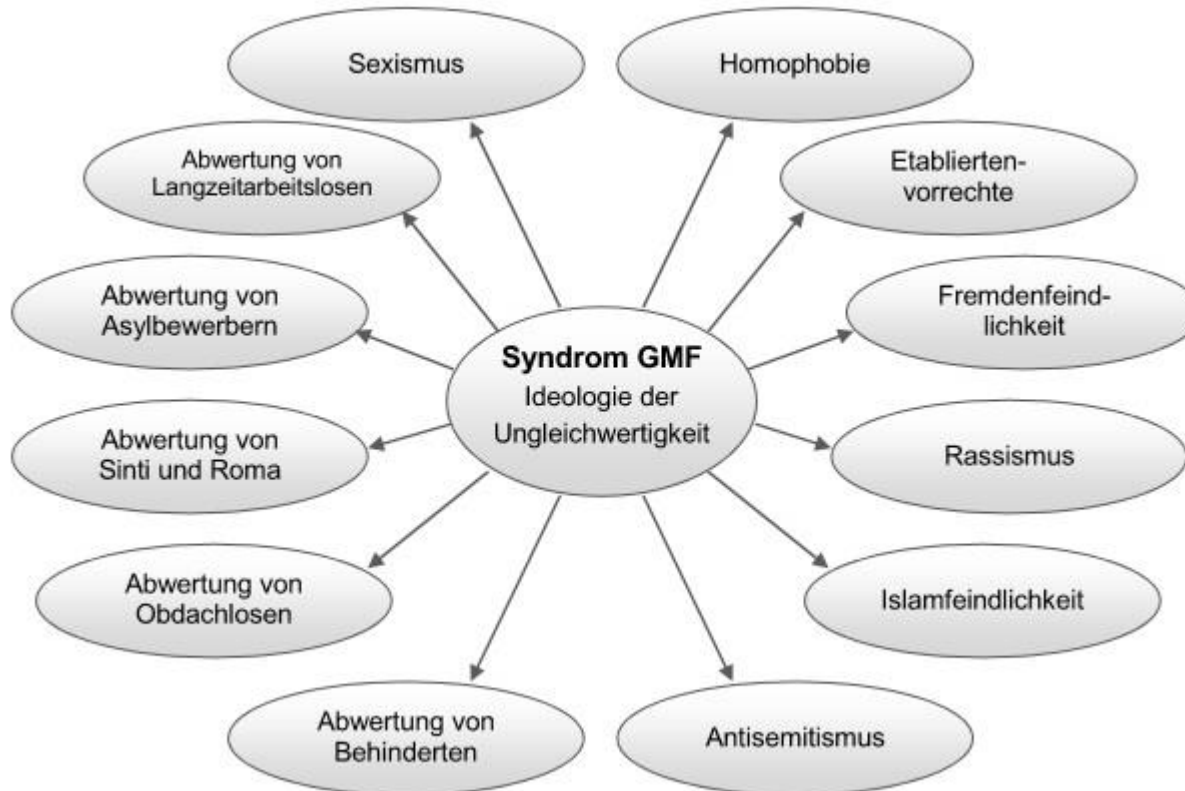 Sexismus
Homophobie
Abwertung von
Langzeitarbeitslosen
Etablierten-
vorrechte
Abwertung von
Asylbewerbern
Fremdenfeind-
lichkeit
Syndrom GMF
Ideologie der
Ungleichwertigkeit
Abwertung von
Sinti und Roma
Rassismus
Abwertung von
Obdachlosen
Islamfeindlichkeit
Abwertung von
Behinderten
Antisemitismus